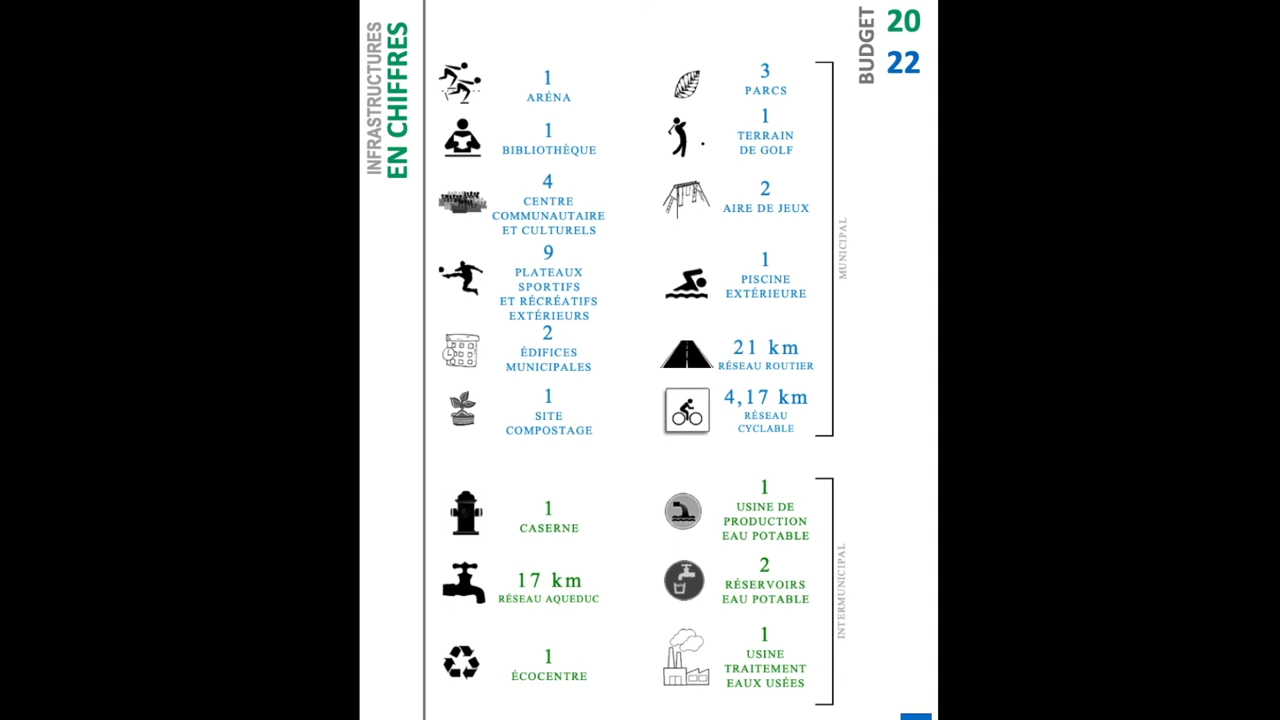 INFRASTRUCTURES
EN CHIFFRES
BUDGET
20
22
1
ARÉNA
1
BIBLIOTHÈQUE
4
CENTRE
COMMUNAUTAIRE
ET CULTURELS
9
PLATEAUX
SPORTIFS
ET RÉCRÉATIFS
EXTÉRIEURS
2
ÉDIFICES
MUNICIPALES
1
SITE
COMPOSTAGE
3
PARCS
1
TERRAIN
DE GOLF
2
AIRE DE JEUX
1
PISCINE
EXTÉRIEURE
21 km
RÉSEAU ROUTIER
4,17 km
RÉSEAU
CYCLABLE
MUNICIPAL
1
CASERNE
17 km
RÉSEAU AQUEDUC
1
ÉCOCENTRE
1
USINE DE
PRODUCTION
EAU POTABLE
2
RÉSERVOIRS
EAU POTABLE
1
USINE
TRAITEMENT
EAUX USÉES
INTERMUNICIPAL